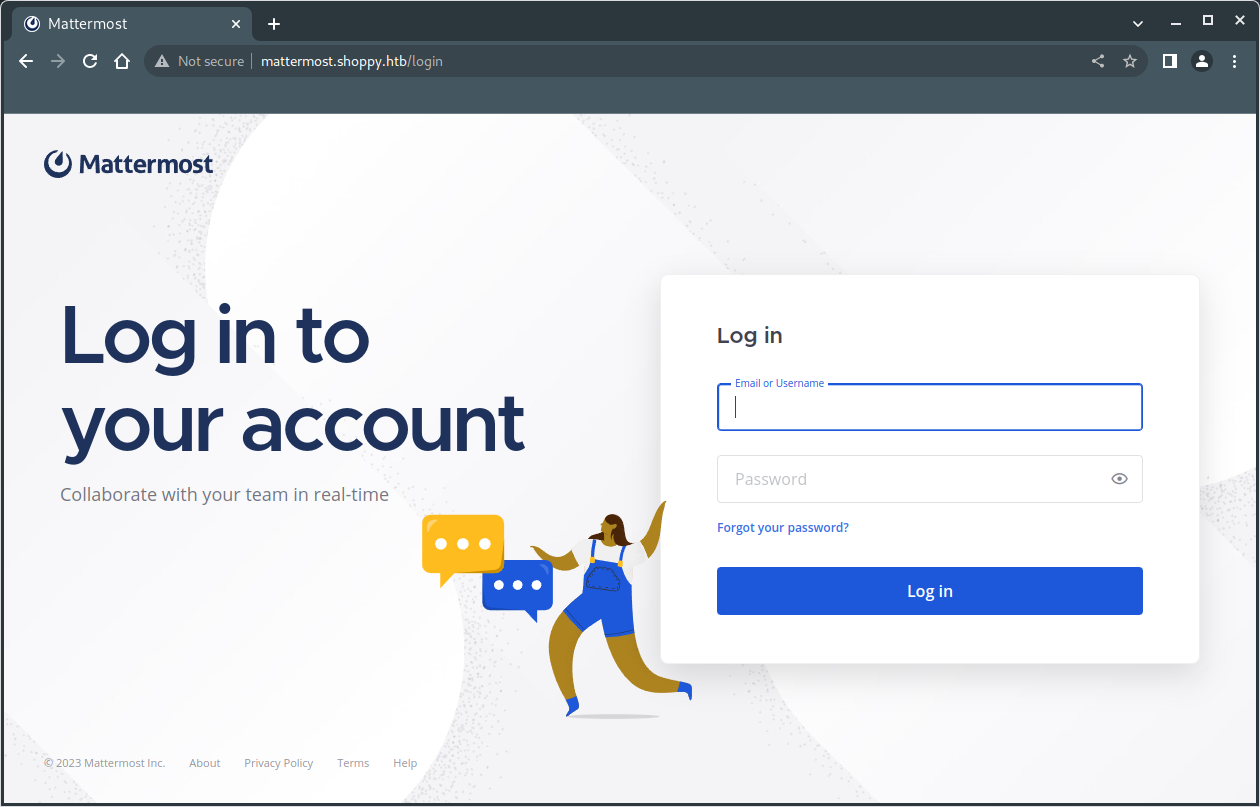 Mattermost
Not secure
mattermost.shoppy.htb/login
Mattermost
Log in to
your account
Collaborate with your team in real-time
Log in
Email or Username
Password
Forgot your password?
Log in
© 2023 Mattermost Inc. About Privacy Policy Terms Help